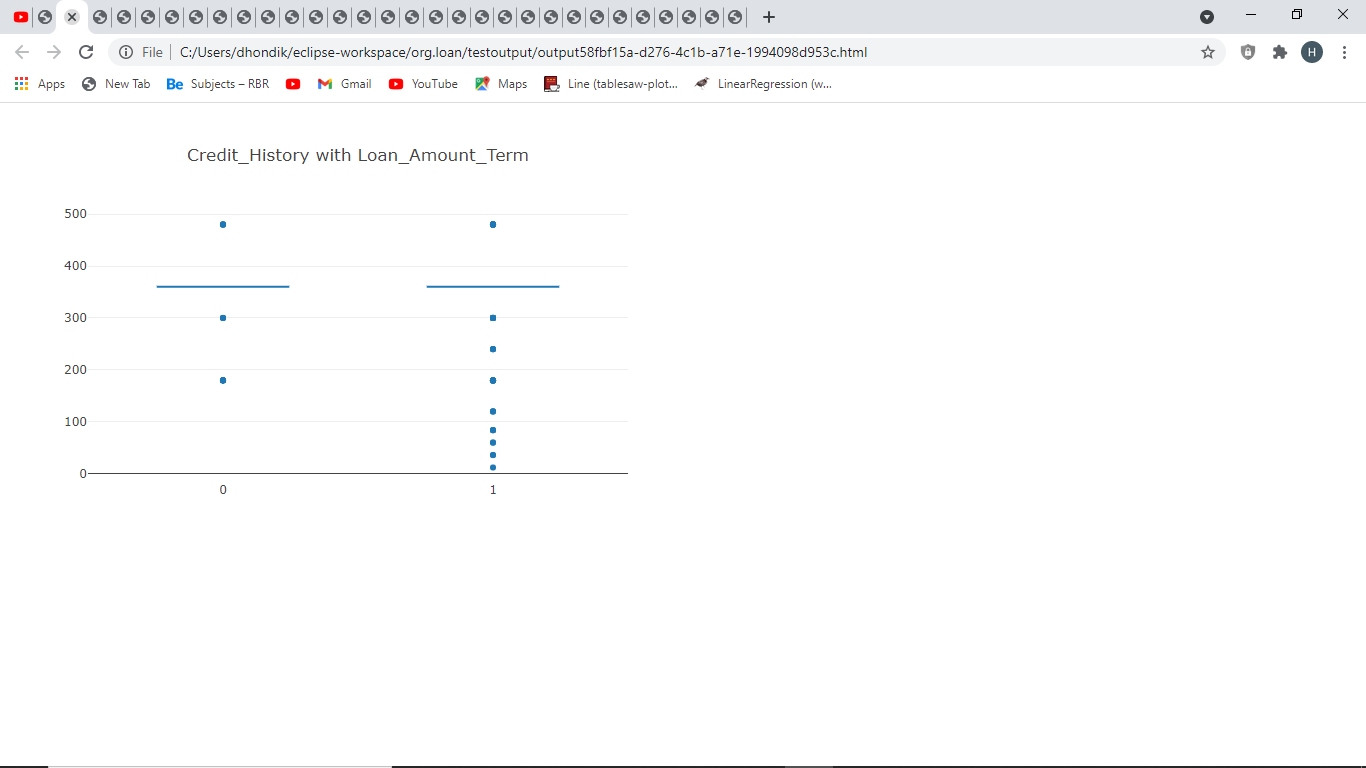 File C:/Users/dhondik/eclipse-workspace/org.loan/testoutput/output58fbf15a-d276-4c1b-a71e-1994098d953c.html H
Apps New Tab Be Subjects – RBR Gmail YouTube Maps Line (tablesaw-plot... LinearRegression (w...
Credit_History with Loan_Amount_Term
500
400
300
200
100
0
0 1